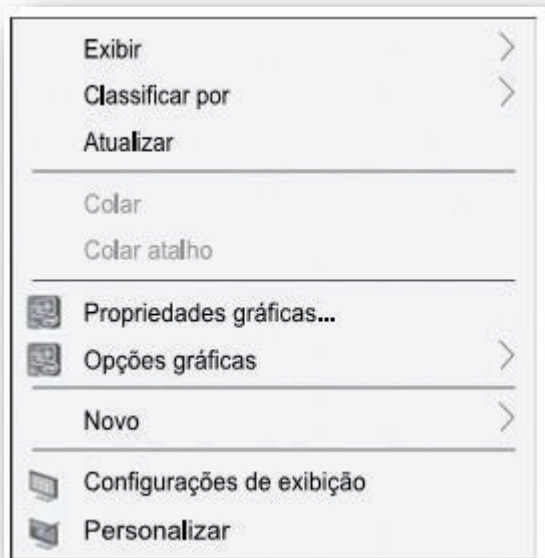 Exibir
Classificar por
Atualizar
Colar
Colar atalho
Propriedades gráficas...
Opções gráficas
Novo
Configurações de exibição
Personalizar